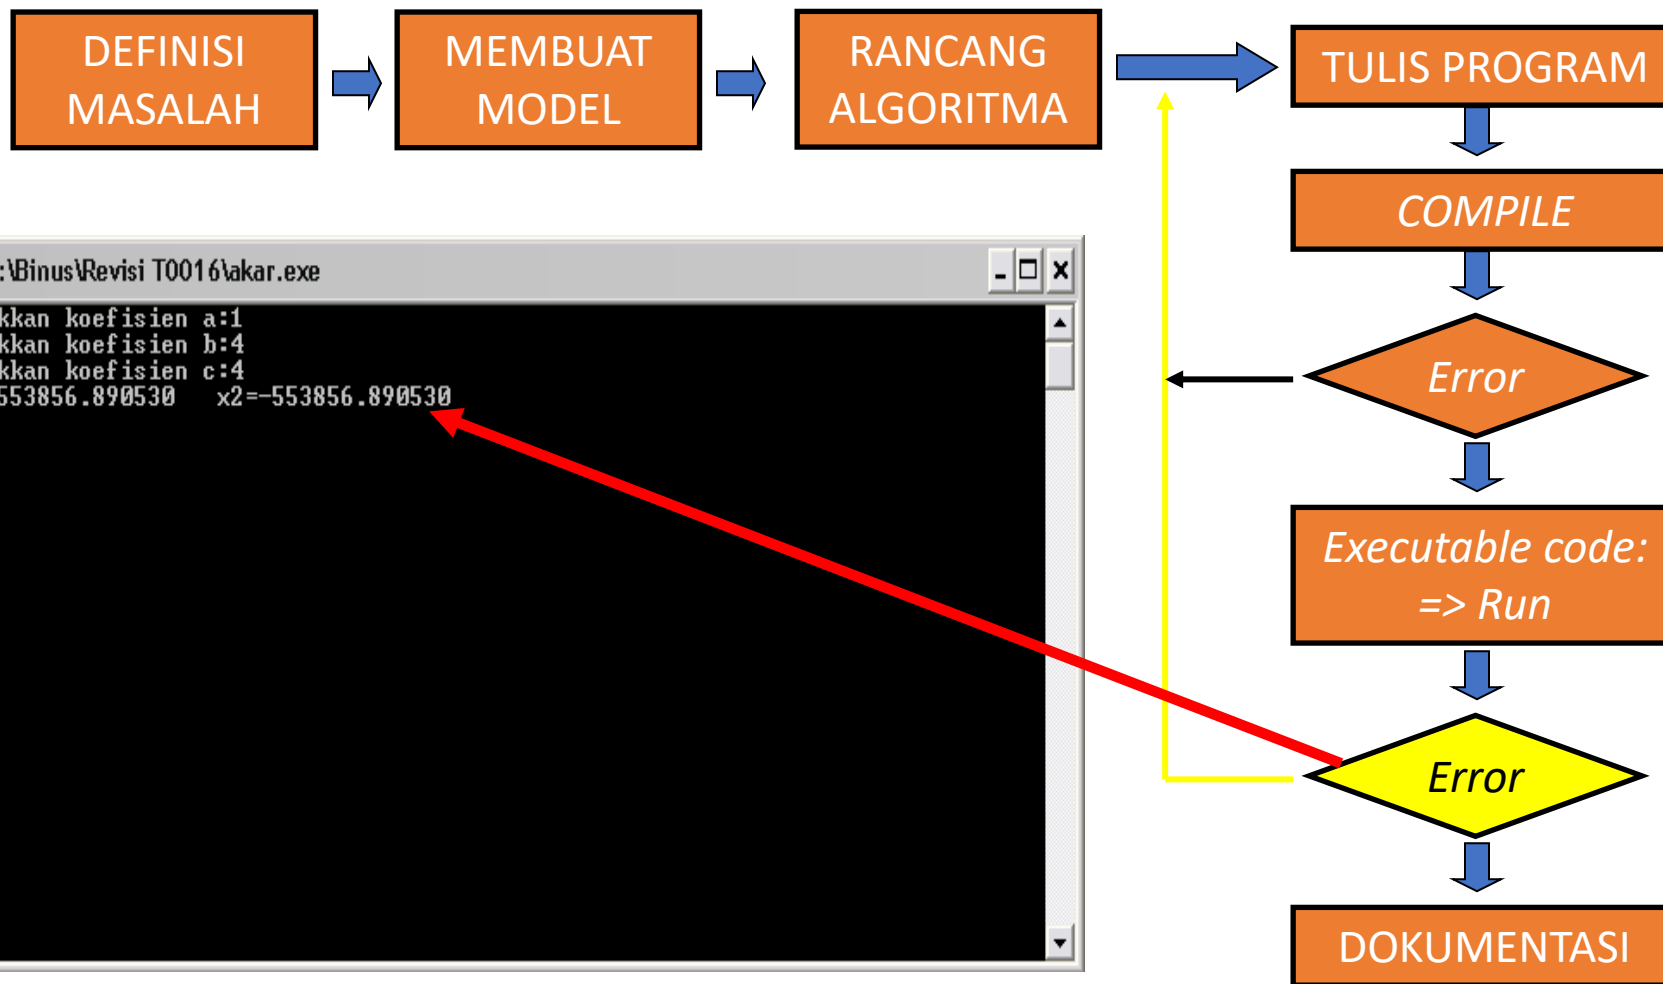 DEFINISI
MASALAH
MEMBUAT
MODEL
RANCANG
ALGORITMA
TULIS PROGRAM
COMPILE
Error
Executable code:
=> Run
Error
DOKUMENTASI
:\Binus\Revisi T0016\akar.exe
kkan koefisien a:1
kkan koefisien b:4
kkan koefisien c:4
553856.890530 x2=-553856.890530